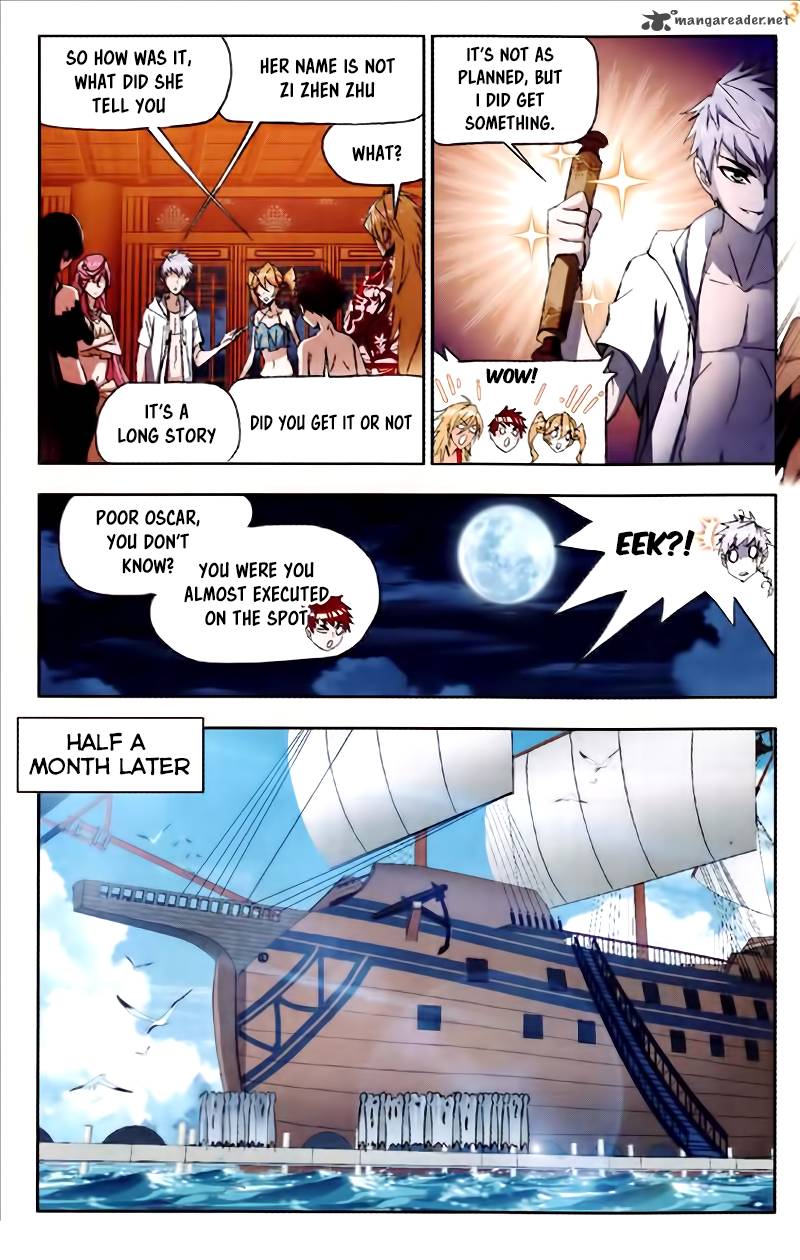 mangareader.net
SO HOW WAS IT,
WHAT DID SHE
TELL YOU
HER NAME IS NOT
ZI ZHEN ZHU
WHAT?
IT'S A
LONG STORY
DID YOU GET IT OR NOT
IT'S NOT AS
PLANNED, BUT
I DID GET
SOMETHING.
WOW!
POOR OSCAR,
YOU DON'T
KNOW?
YOU WERE YOU
ALMOST EXECUTED
ON THE SPOT
EEK?!
HALF A
MONTH LATER